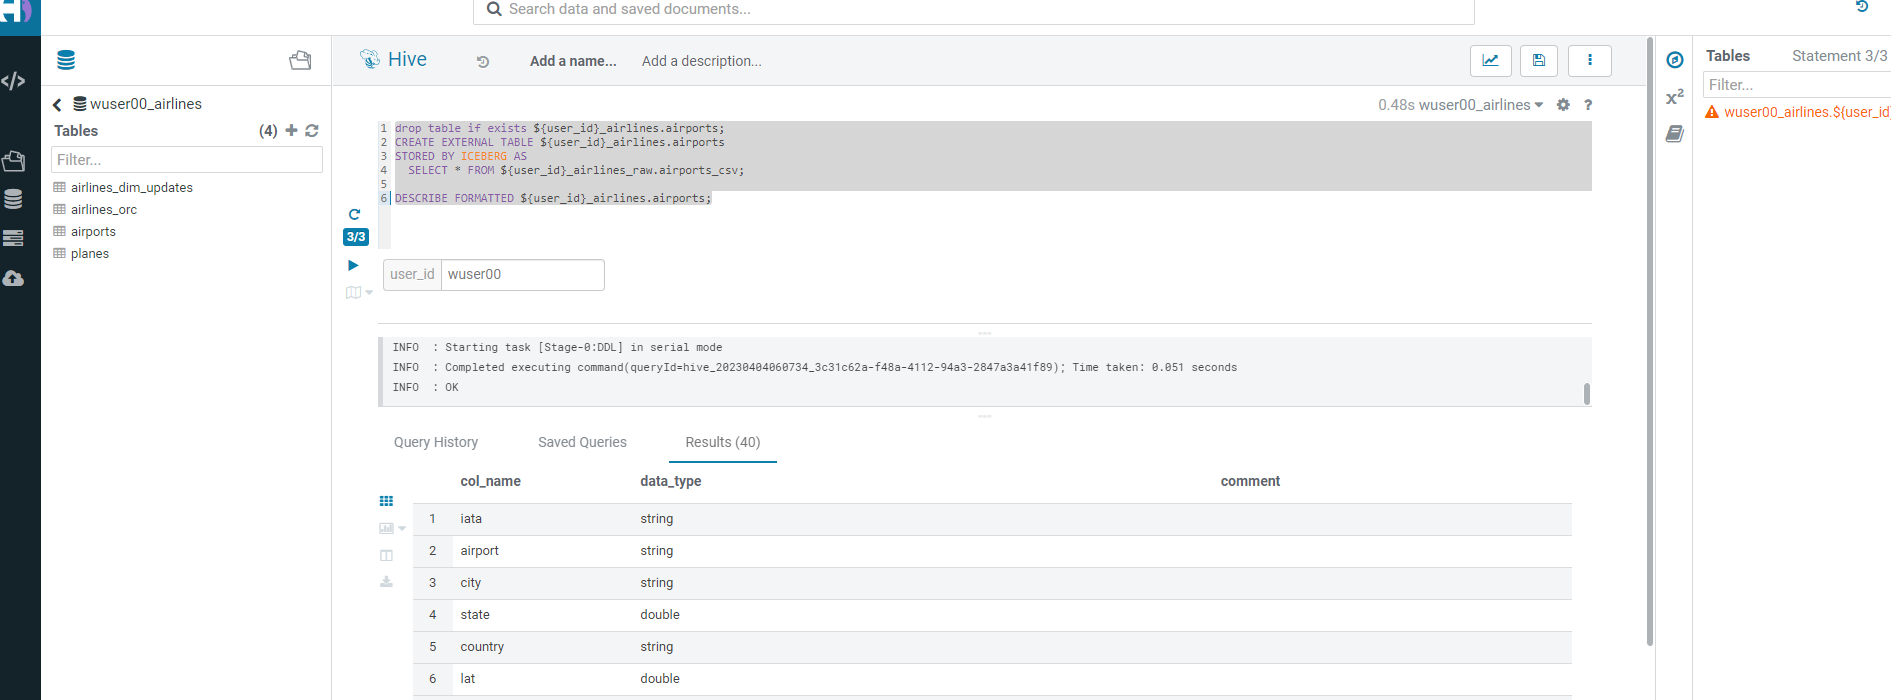 Search data and saved documents...
wuser00_airlines
Tables (4)
Filter...
airlines_dim_updates
airlines_orc
airports
planes
Hive
Add a name...
Add a description...
0.48s wuser00_airlines ?
1 drop table if exists ${user_id}_airlines.airports;
2 CREATE EXTERNAL TABLE ${user_id}_airlines.airports
3 STORED BY ICEBERG AS
4 SELECT * FROM ${user_id}_airlines_raw.airports_csv;
5
6 DESCRIBE FORMATTED ${user_id}_airlines.airports;
3/3
user_id wuser00
INFO : Starting task [Stage-0:DDL] in serial mode
INFO : Completed executing command(queryId=hive_20230404060734_3c31c62a-f48a-4112-94a3-2847a3a41f89); Time taken: 0.051 seconds
INFO : OK
Query History Saved Queries Results (40)
col_name data_type comment
1 iata string
2 airport string
3 city string
4 state double
5 country string
6 lat double
x²
Tables Statement 3/3
Filter...
wuser00_airlines.${user_id}